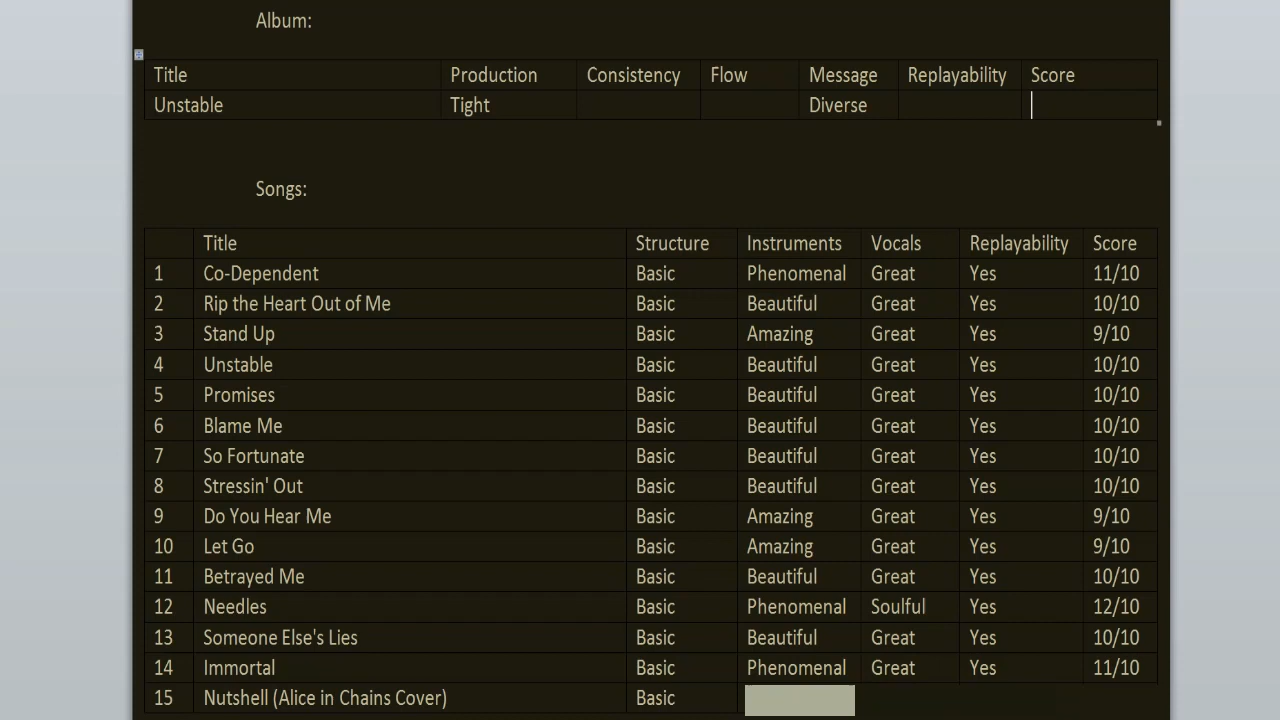 Album:
Title Production Consistency Flow Message Replayability Score
Unstable Tight Diverse
Songs:
Title Structure Instruments Vocals Replayability Score
1 Co-Dependent Basic Phenomenal Great Yes 11/10
2 Rip the Heart Out of Me Basic Beautiful Great Yes 10/10
3 Stand Up Basic Amazing Great Yes 9/10
4 Unstable Basic Beautiful Great Yes 10/10
5 Promises Basic Beautiful Great Yes 10/10
6 Blame Me Basic Beautiful Great Yes 10/10
7 So Fortunate Basic Beautiful Great Yes 10/10
8 Stressin' Out Basic Beautiful Great Yes 10/10
9 Do You Hear Me Basic Amazing Great Yes 9/10
10 Let Go Basic Amazing Great Yes 9/10
11 Betrayed Me Basic Beautiful Great Yes 10/10
12 Needles Basic Phenomenal Soulful Yes 12/10
13 Someone Else's Lies Basic Beautiful Great Yes 10/10
14 Immortal Basic Phenomenal Great Yes 11/10
15 Nutshell (Alice in Chains Cover) Basic